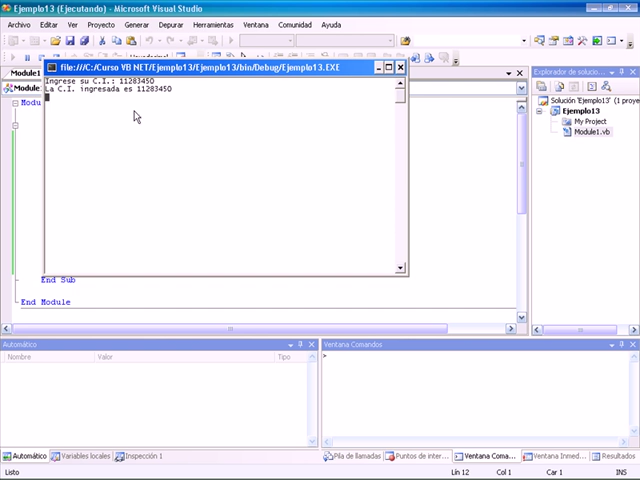 Ejemplo13 (Ejecutando) - Microsoft Visual Studio
Archivo Editar Ver Proyecto Generar Depurar Herramientas Ventana Comunidad Ayuda
Module1
file:///C:/Curso VB NET/Ejemplo13/Ejemplo13/bin/Debug/Ejemplo13.EXE
Explorador de solucio...
Module
Ingrese su C.I.: 11283450
La C.I. ingresada es 11283450
Modu
Solución 'Ejemplo13' (1 proye
Ejemplo13
My Project
Module1.vb
End Sub
End Module
Automático
Ventana Comandos
Nombre Valor Tipo
>
Automático Variables locales Inspección 1
Pila de llamadas Puntos de inter... Ventana Coma... Ventana Inmed... Resultados
Listo Lín 12 Col 1 Car 1 INS